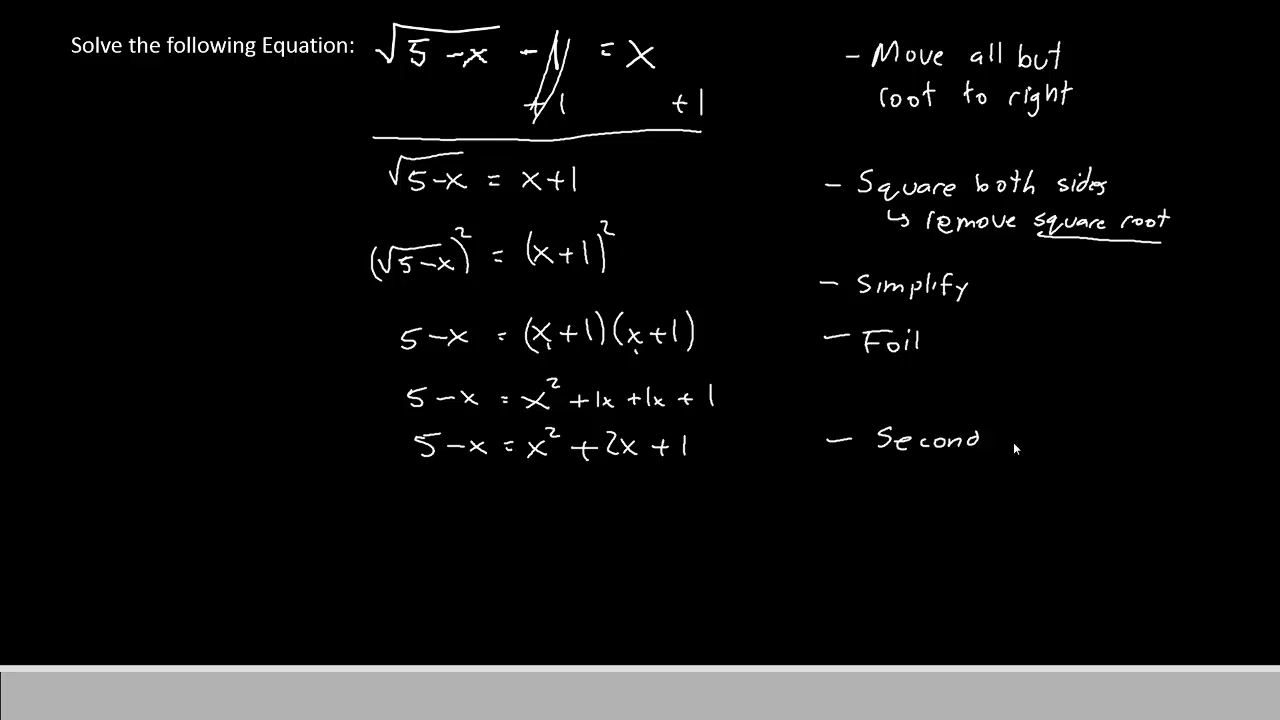 Solve the following Equation: √(5-x) - 1 = x
+1 +1
√(5-x) = x+1
(√(5-x))² = (x+1)²
5-x = (x+1)(x+1)
5-x = x² +1x +1x +1
5-x = x² +2x +1
- Move all but
root to right
- Square both sides
↳ remove square root
- Simplify
- Foil
- Second